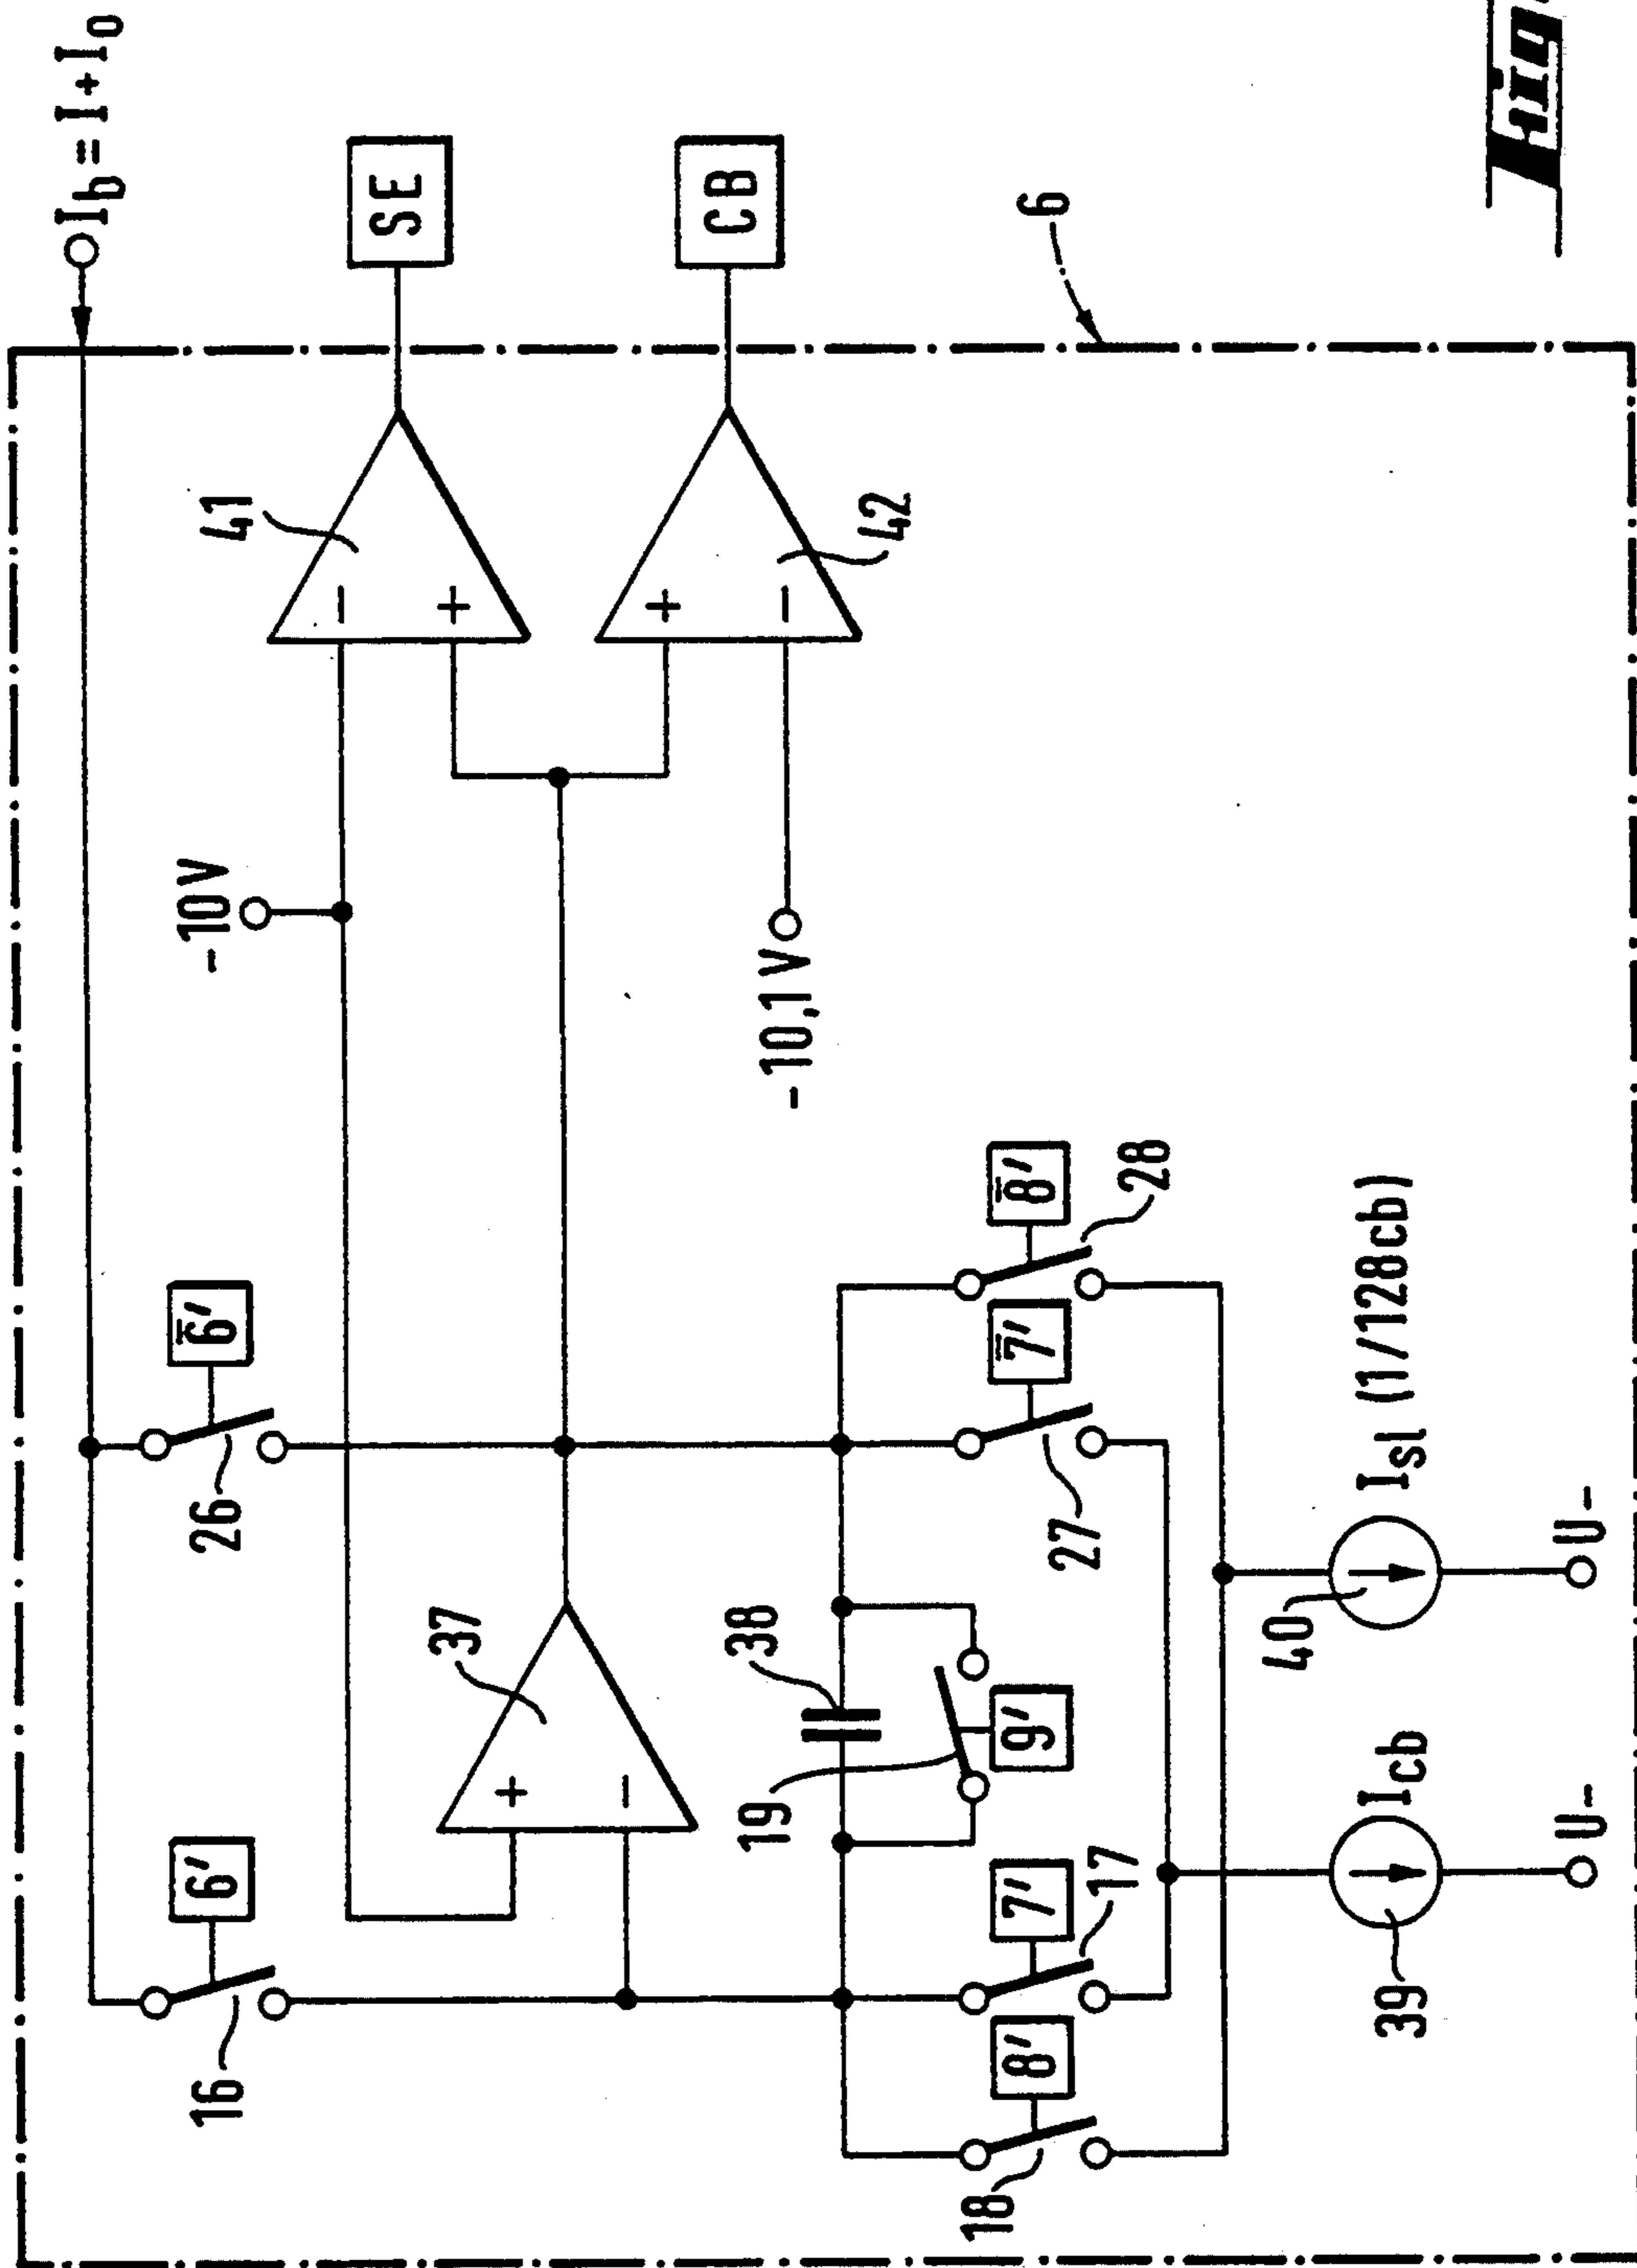 I_b = I + I_0
SE
CB
6
41
42
-10V
-10,1 V
6̅'
26
6'
16
37
38
19
9'
8̅'
28
7̅'
27
7'
17
8'
18
I_sl (1/128cb)
40
U-
I_cb
39
U-